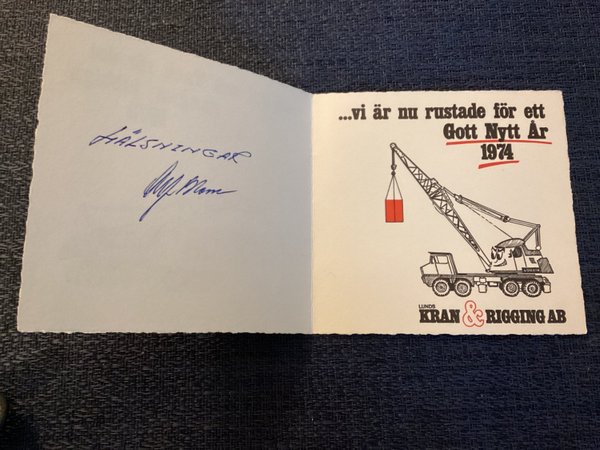 HÄLSNINGAR
...vi är nu rustade för ett
Gott Nytt År
1974
LUNDS
KRAN & RIGGING AB